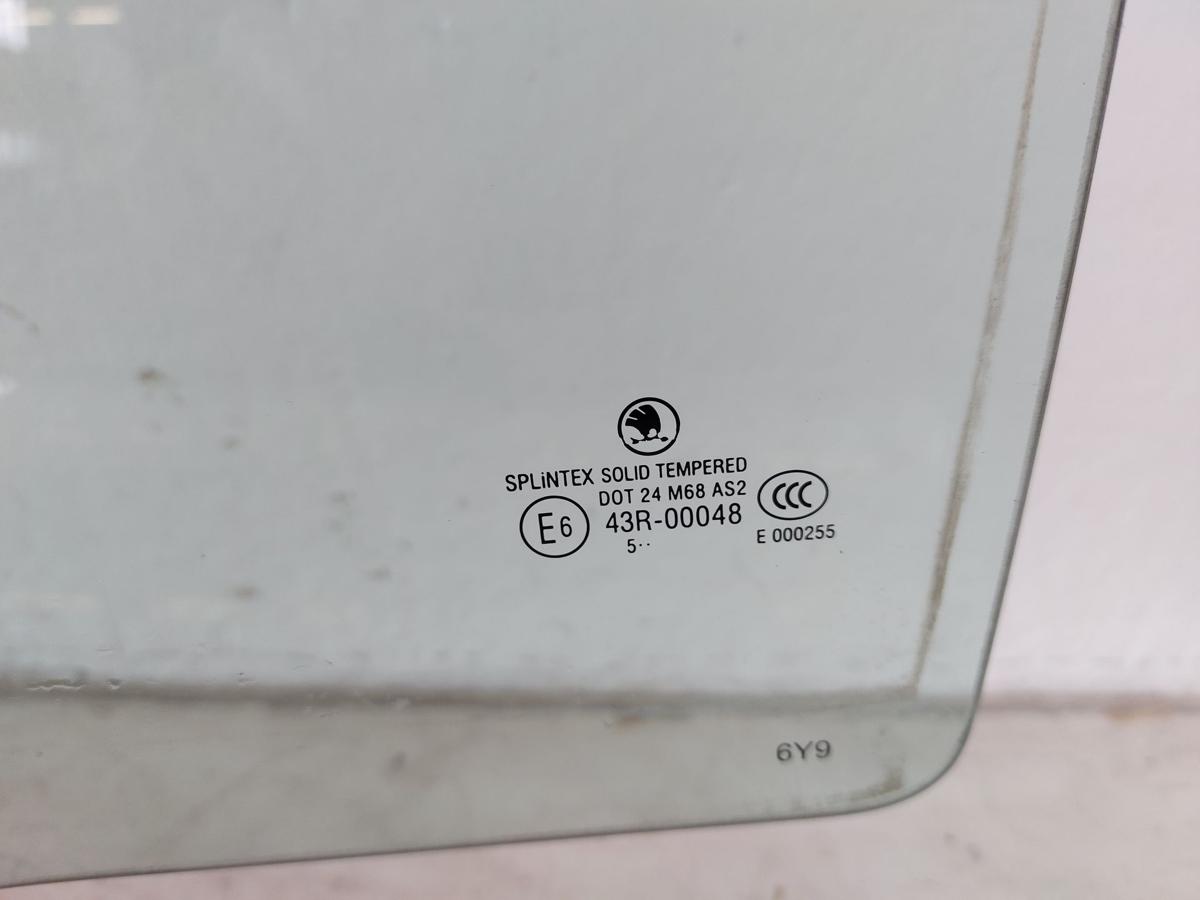 SPLiNTEX SOLID TEMPERED
DOT 24 M68 AS2
E6 43R-00048
5··
CCC
E 000255
6Y9